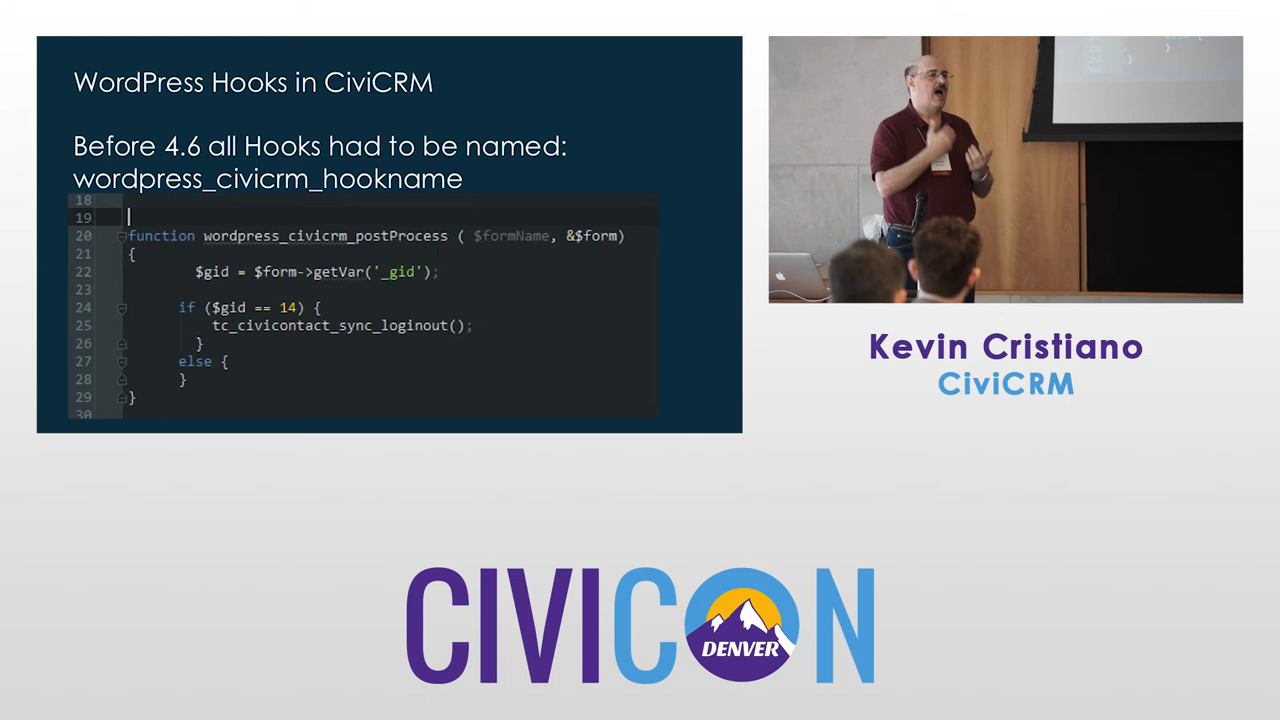 WordPress Hooks in CiviCRM
Before 4.6 all Hooks had to be named:
wordpress_civicrm_hookname
18
19
20 function wordpress_civicrm_postProcess ( $formName, &$form)
21 {
22 $gid = $form->getVar('_gid');
23
24 if ($gid == 14) {
25 tc_civicontact_sync_loginout();
26 }
27 else {
28 }
29 }
30
Kevin Cristiano
CiviCRM
CIVICON
DENVER